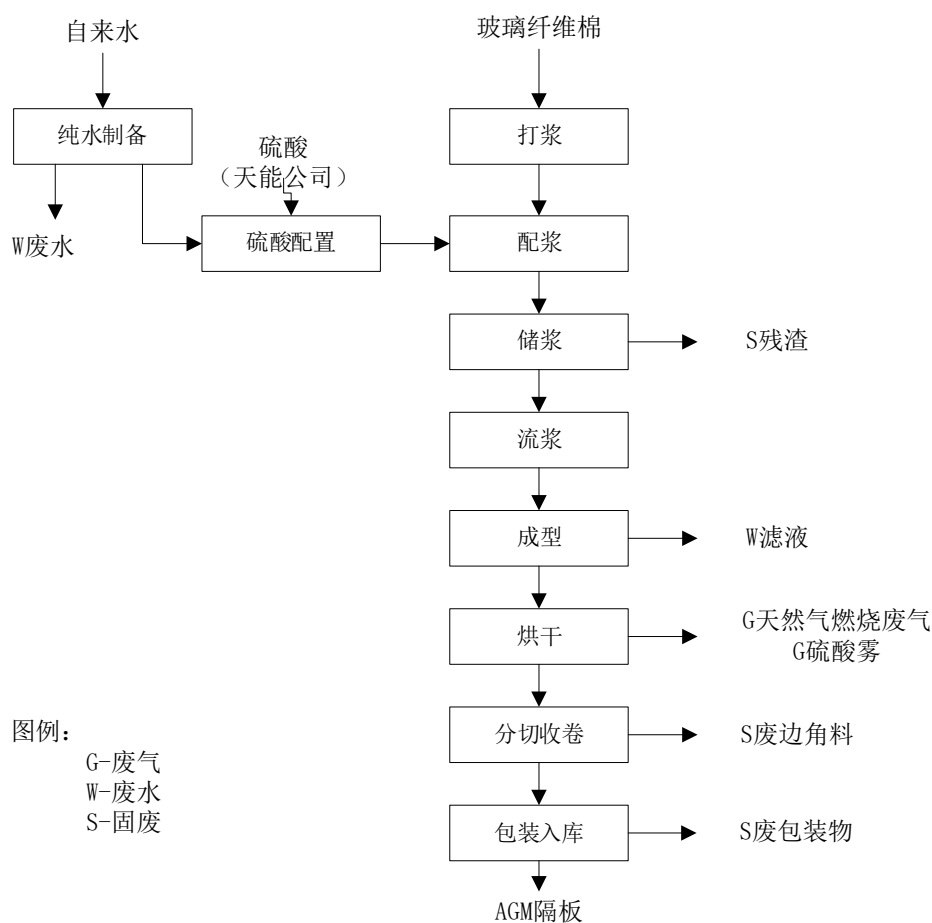 自来水
玻璃纤维棉
纯水制备
打浆
硫酸
（天能公司）
W废水
硫酸配置
配浆
储浆
S残渣
流浆
成型
W滤液
烘干
G天然气燃烧废气
G硫酸雾
图例：
分切收卷
S废边角料
G-废气
W-废水
S-固废
包装入库
S废包装物
AGM隔板